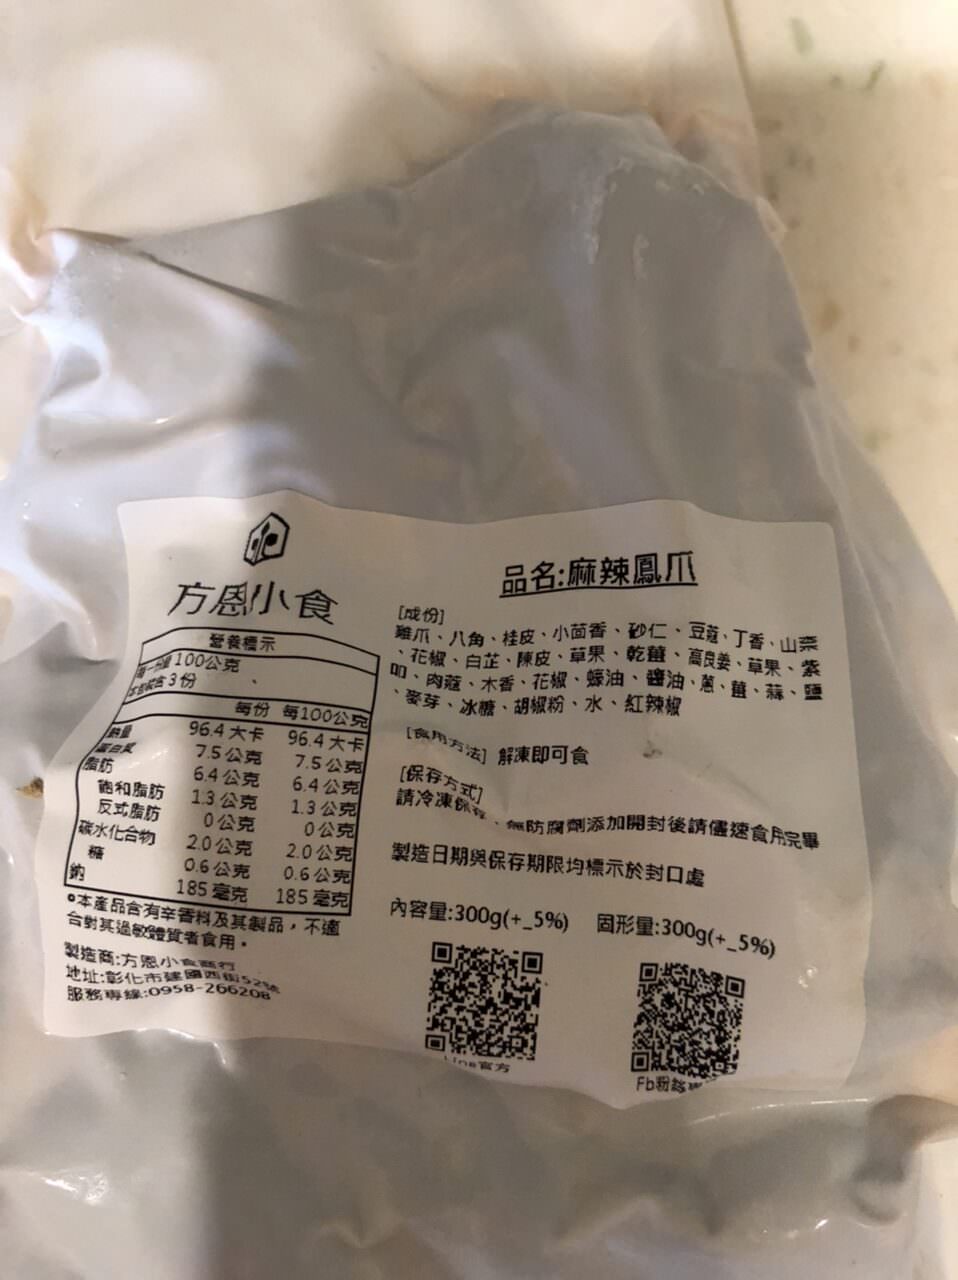 方恩小食
營養標示
每一份量 100公克
本包裝含 3 份
每份 每100公克
熱量 96.4 大卡 96.4 大卡
蛋白質 7.5 公克 7.5 公克
脂肪 6.4 公克 6.4 公克
飽和脂肪 1.3 公克 1.3 公克
反式脂肪 0 公克 0 公克
碳水化合物 2.0 公克 2.0 公克
糖 0.6 公克 0.6 公克
鈉 185 毫克 185 毫克
*本產品含有辛香料及其製品，不適
合對其過敏體質者食用。
製造商:方恩小食商行
地址:彰化市建國西街52號
服務專線:0958-266208
品名:麻辣鳳爪
[成份]
雞爪、八角、桂皮、小茴香、砂仁、豆蔻、丁香、山柰
、花椒、白芷、陳皮、草果、乾薑、高良姜、草果、紫
叩、肉蔻、木香、花椒、蠔油、醬油、蔥、薑、蒜、鹽
、麥芽、冰糖、胡椒粉、水、紅辣椒
[食用方法] 解凍即可食
[保存方式]
請冷凍保存、無防腐劑添加開封後請儘速食用完畢
製造日期與保存期限均標示於封口處
內容量:300g(+_5%) 固形量:300g(+_5%)
Line官方
Fb粉絲